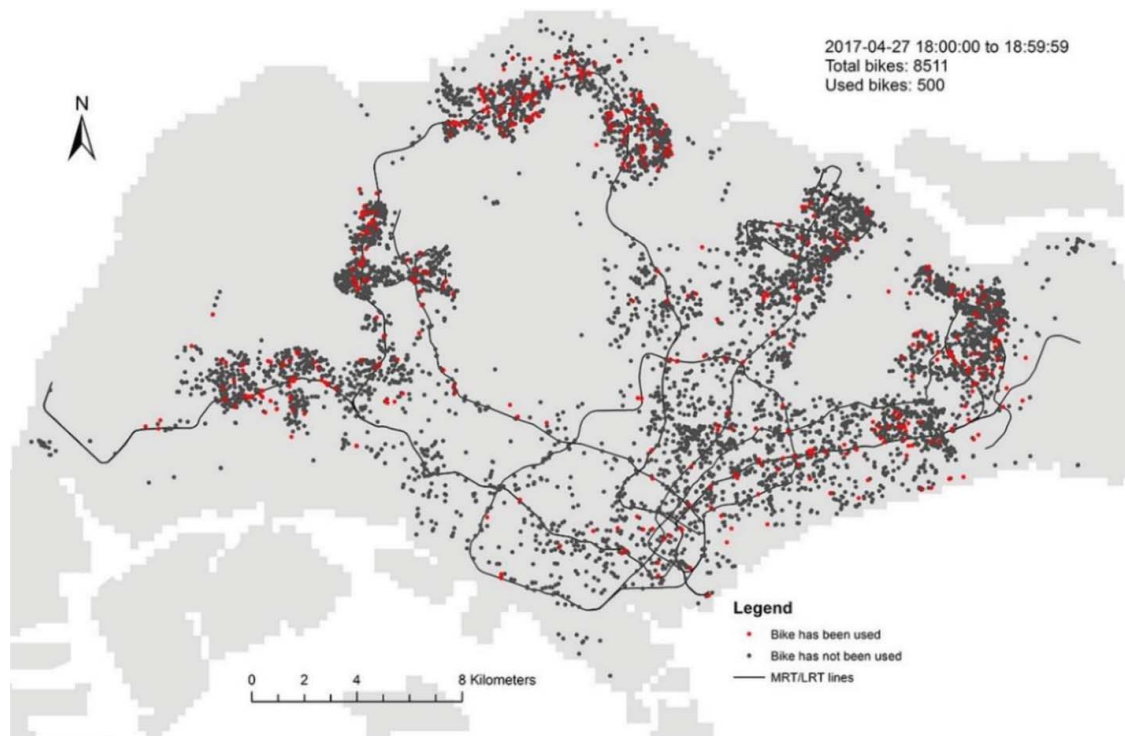 2017-04-27 18:00:00 to 18:59:59
Total bikes: 8511
Used bikes: 500
N
Legend
Bike has been used
Bike has not been used
MRT/LRT lines
0 2 4 8 Kilometers